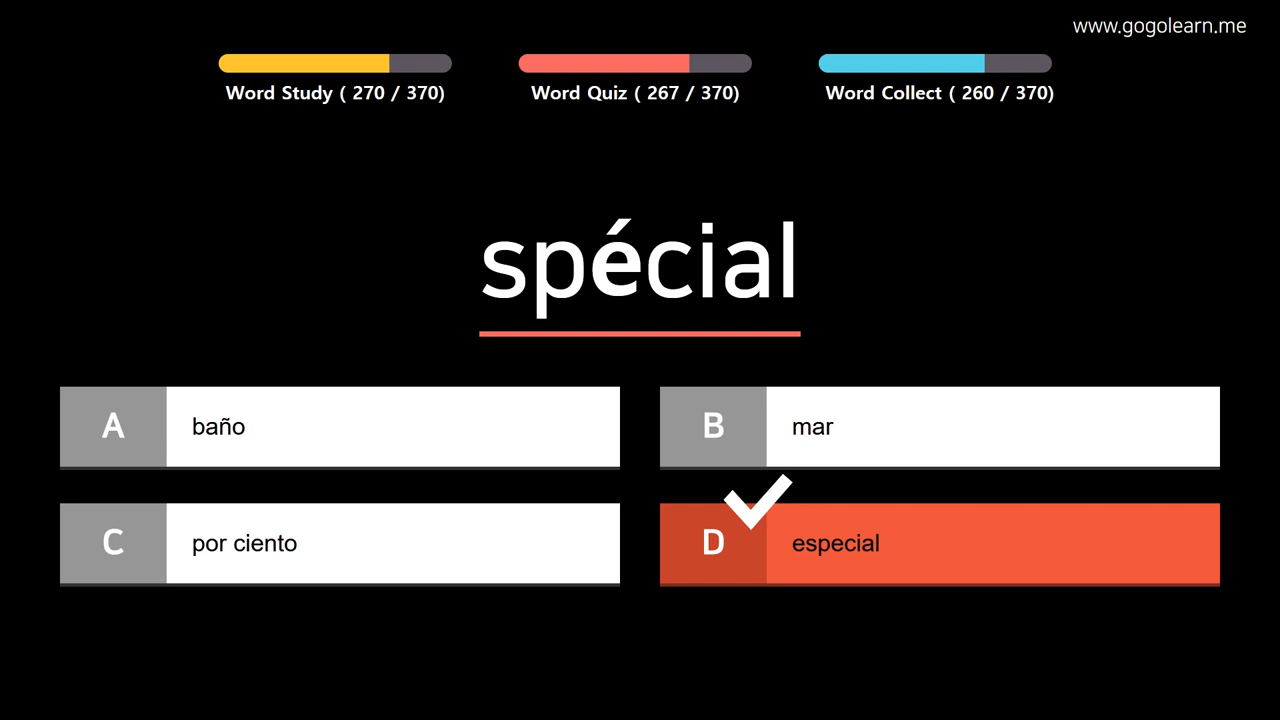 www.gogolearn.me
Word Study ( 270 / 370)
Word Quiz ( 267 / 370)
Word Collect ( 260 / 370)
spécial
A baño
B mar
C por ciento
D especial